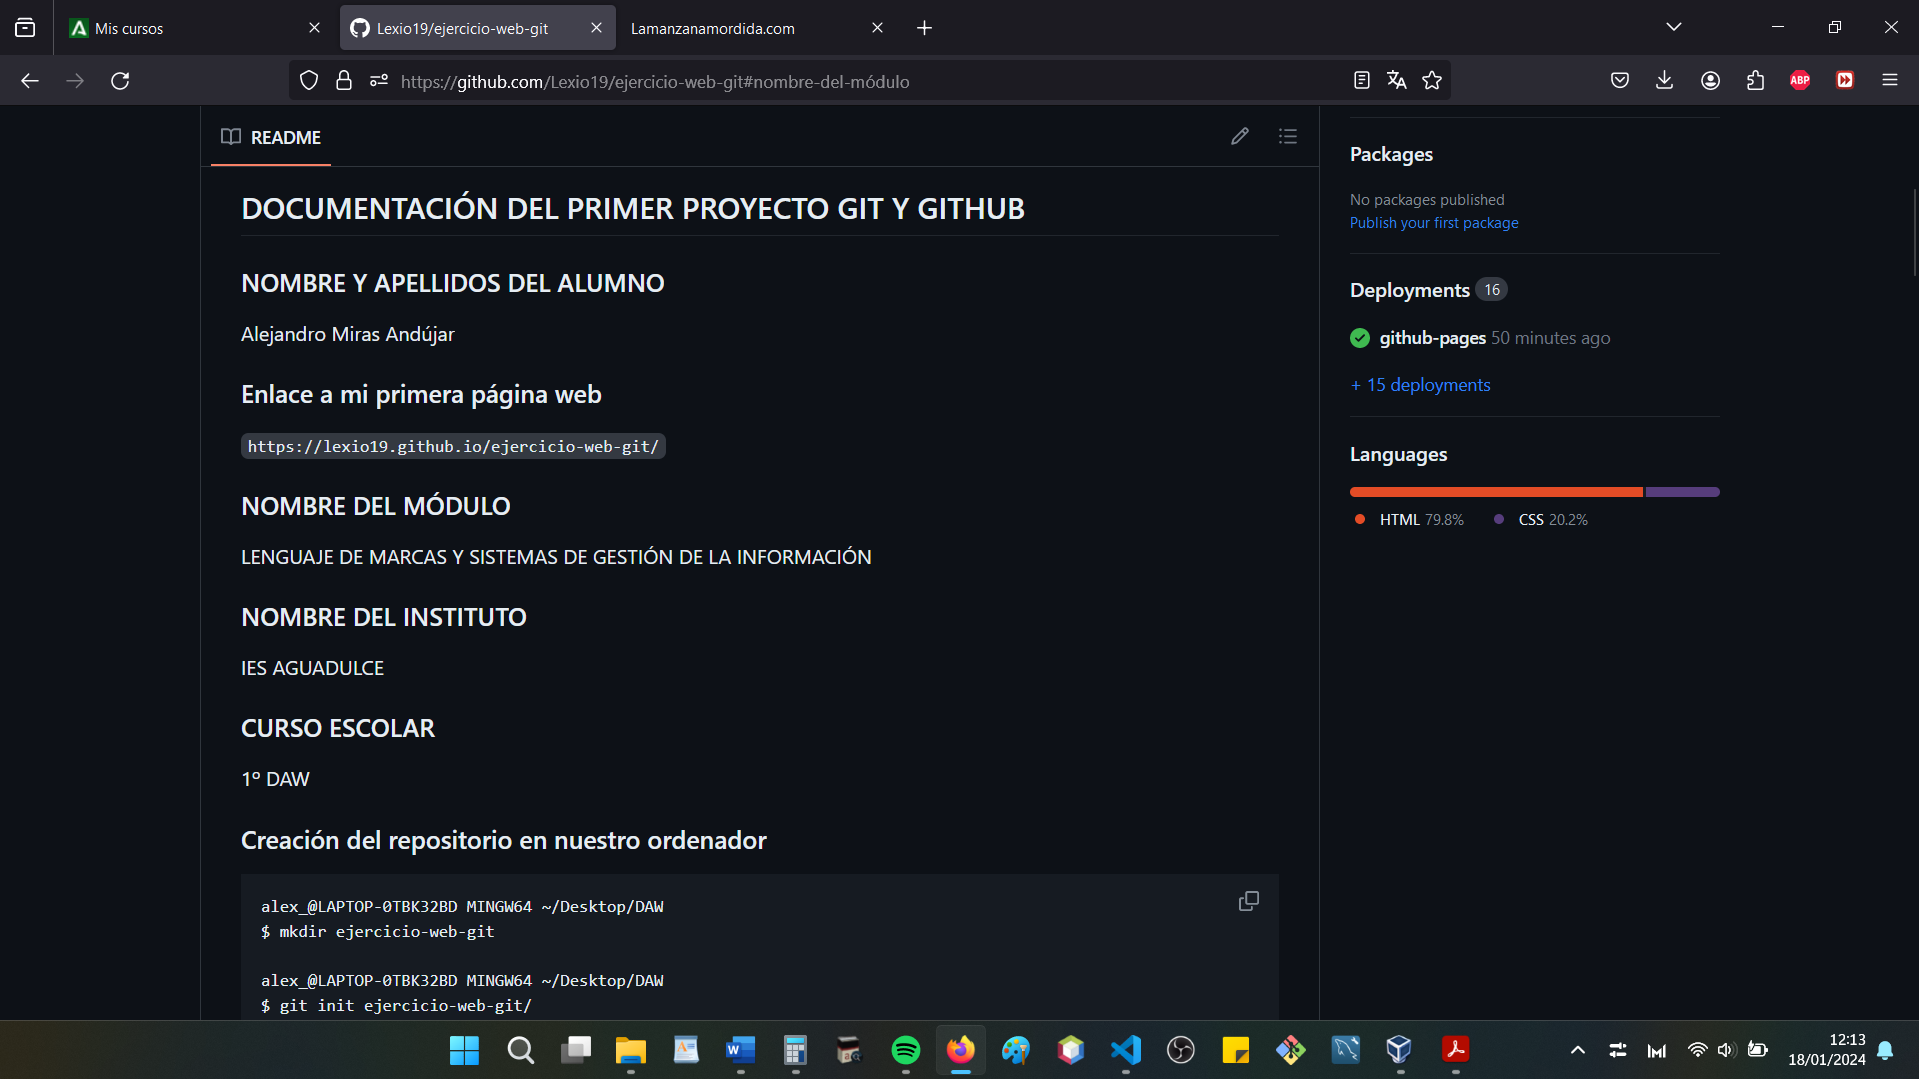 Mis cursos
Lexio19/ejercicio-web-git
Lamanzanamordida.com
https://github.com/Lexio19/ejercicio-web-git#nombre-del-módulo
ABP
README
DOCUMENTACIÓN DEL PRIMER PROYECTO GIT Y GITHUB
NOMBRE Y APELLIDOS DEL ALUMNO
Alejandro Miras Andújar
Enlace a mi primera página web
https://lexio19.github.io/ejercicio-web-git/
NOMBRE DEL MÓDULO
LENGUAJE DE MARCAS Y SISTEMAS DE GESTIÓN DE LA INFORMACIÓN
NOMBRE DEL INSTITUTO
IES AGUADULCE
CURSO ESCOLAR
1º DAW
Creación del repositorio en nuestro ordenador
alex_@LAPTOP-0TBK32BD MINGW64 ~/Desktop/DAW
$ mkdir ejercicio-web-git
alex_@LAPTOP-0TBK32BD MINGW64 ~/Desktop/DAW
$ git init ejercicio-web-git/
Packages
No packages published
Publish your first package
Deployments 16
github-pages 50 minutes ago
+ 15 deployments
Languages
HTML 79.8% CSS 20.2%
12:13
18/01/2024